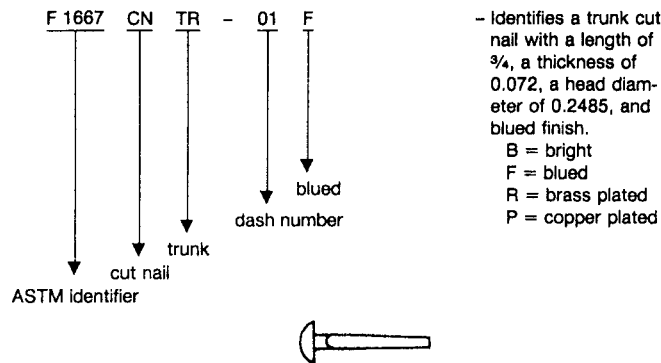 F 1667 CN TR - 01 F
blued
dash number
trunk
cut nail
ASTM identifier
- Identifies a trunk cut
nail with a length of
¾, a thickness of
0.072, a head diam-
eter of 0.2485, and
blued finish.
B = bright
F = blued
R = brass plated
P = copper plated